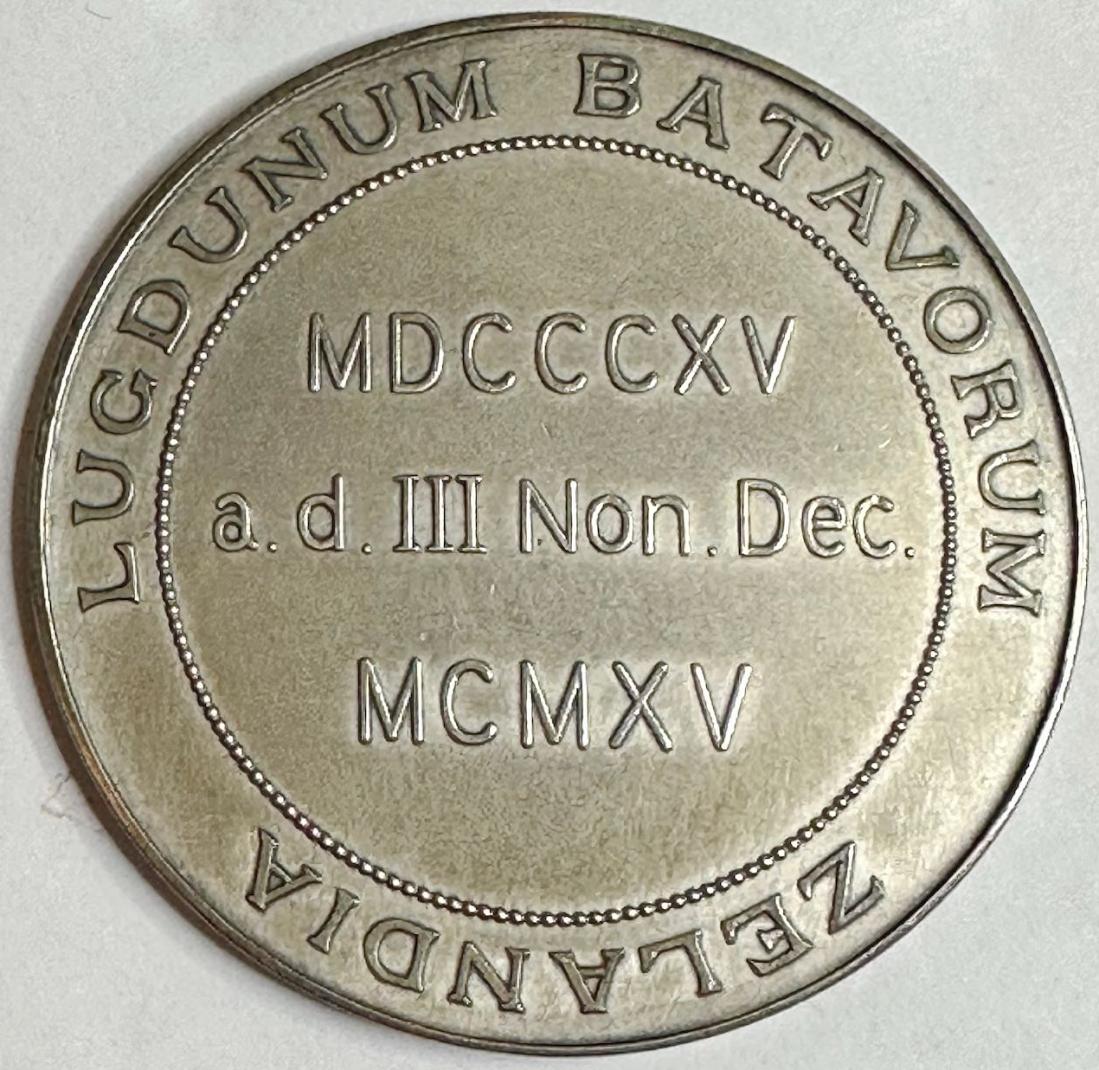 LUGDUNUM BATAVORUM
MDCCCXV
a. d. III Non. Dec.
MCMXV
ZELANDIA